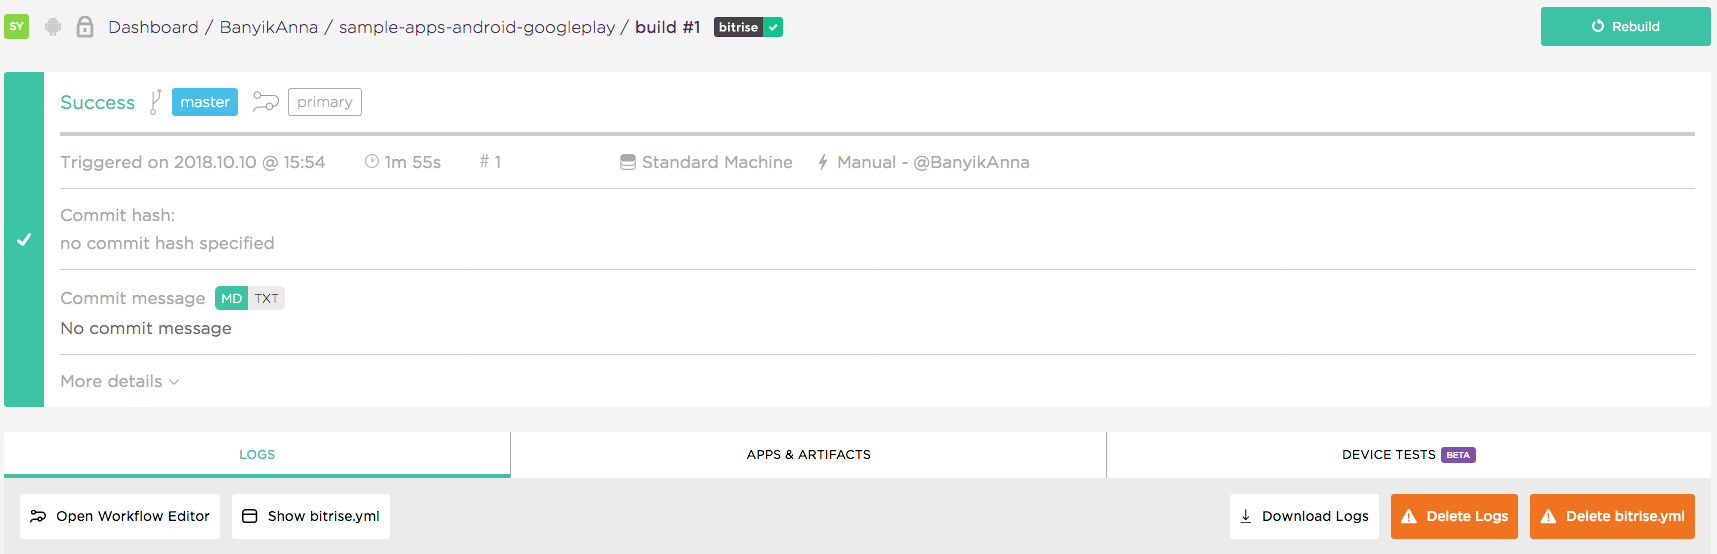 SY Dashboard / BanyikAnna / sample-apps-android-googleplay / build #1 bitrise Rebuild
Success master primary
Triggered on 2018.10.10 @ 15:54 1m 55s # 1 Standard Machine Manual - @BanyikAnna
Commit hash:
no commit hash specified
Commit message MD TXT
No commit message
More details
LOGS APPS & ARTIFACTS DEVICE TESTS BETA
Open Workflow Editor Show bitrise.yml Download Logs Delete Logs Delete bitrise.yml